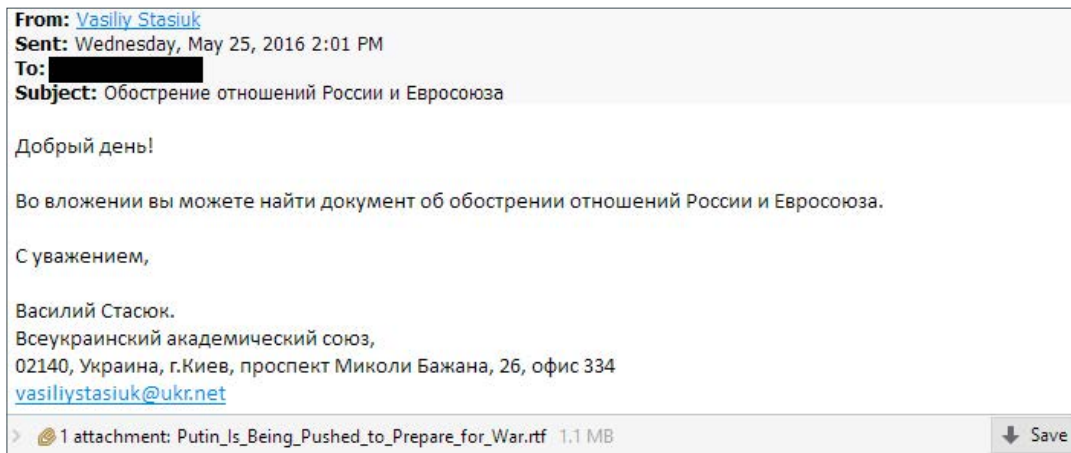 From: Vasiliy Stasiuk
Sent: Wednesday, May 25, 2016 2:01 PM
To:
Subject: Обострение отношений России и Евросоюза
Добрый день!
Во вложении вы можете найти документ об обострении отношений России и Евросоюза.
С уважением,
Василий Стасюк.
Всеукраинский академический союз,
02140, Украина, г.Киев, проспект Миколи Бажана, 26, офис 334
vasiliystasiuk@ukr.net
1 attachment: Putin_Is_Being_Pushed_to_Prepare_for_War.rtf 1.1 MB Save